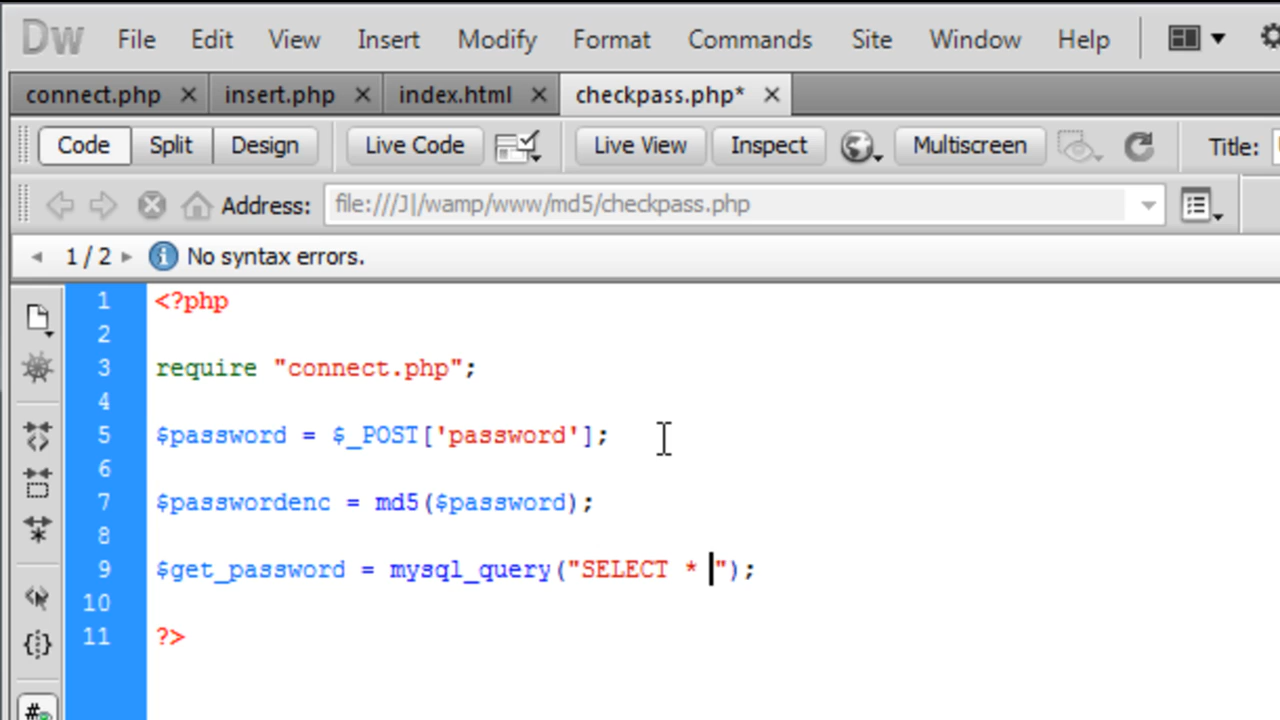 Dw File Edit View Insert Modify Format Commands Site Window Help
connect.php × insert.php × index.html × checkpass.php* ×
Code Split Design Live Code Live View Inspect Multiscreen Title:
Address: file:///J|/wamp/www/md5/checkpass.php
1 / 2 No syntax errors.
1 <?php
2
3 require "connect.php";
4
5 $password = $_POST['password'];
6
7 $passwordenc = md5($password);
8
9 $get_password = mysql_query("SELECT * ");
10
11 ?>